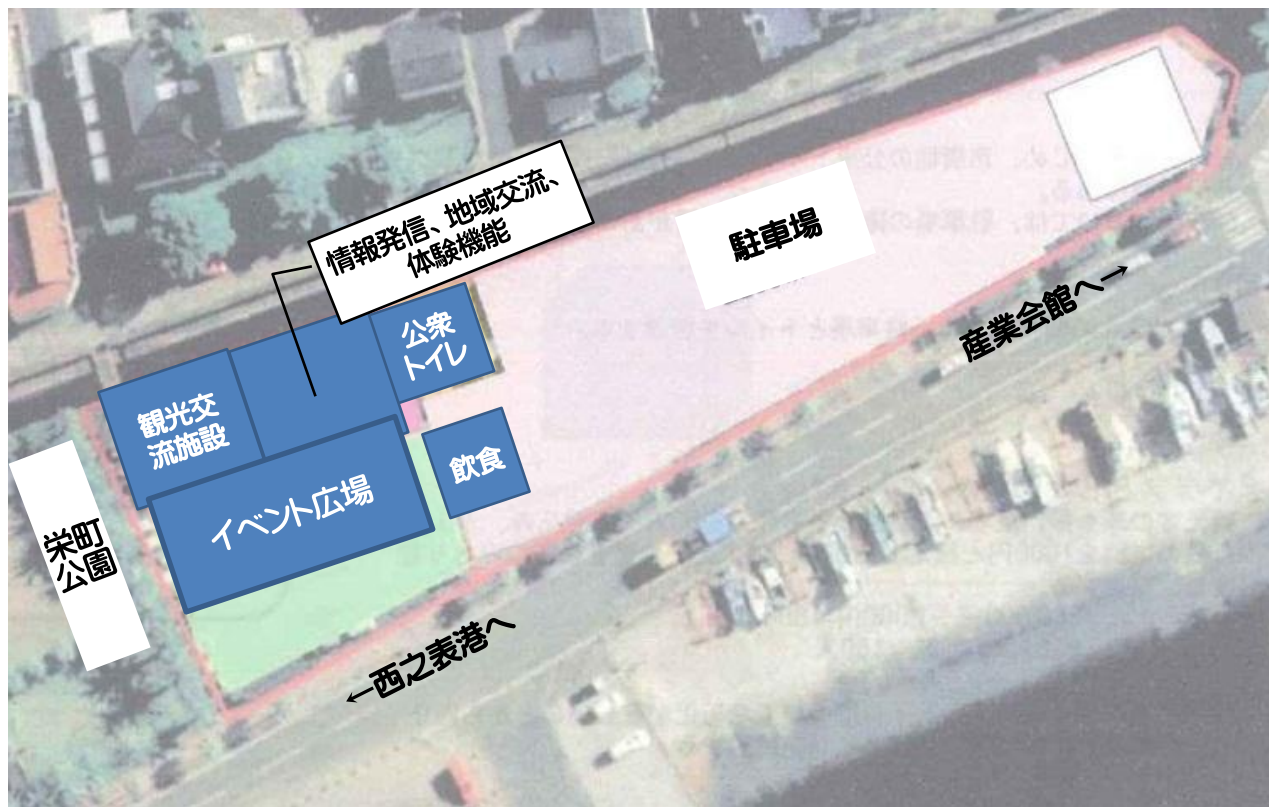 情報発信、地域交流、
体験機能
駐車場
公衆
トイレ
産業会館へ→
観光交
流施設
飲食
イベント広場
栄町
公園
←西之表港へ